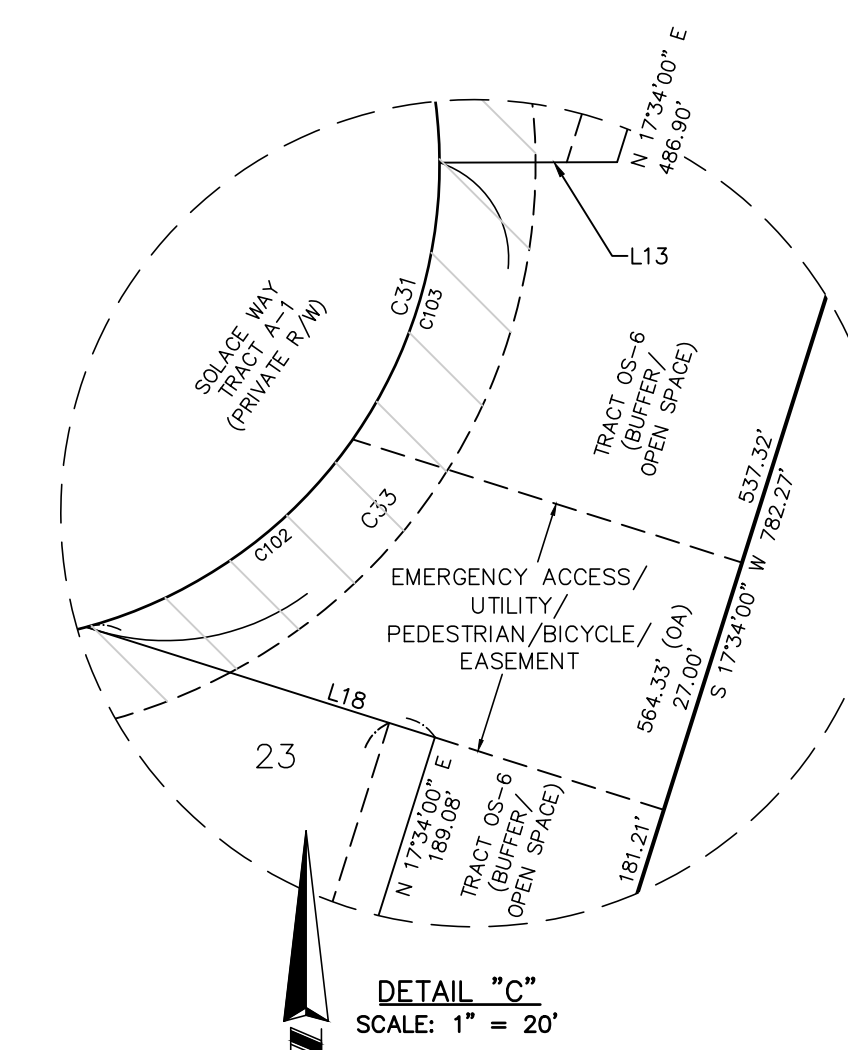 N 17°34'00" E
486.90'
L13
SOLACE WAY
TRACT A-1
(PRIVATE R/W)
C31
C103
TRACT OS-6
(BUFFER/
OPEN SPACE)
537.32'
S 17°34'00" W 782.27'
C33
C102
EMERGENCY ACCESS/
UTILITY/
PEDESTRIAN/BICYCLE/
EASEMENT
564.33' (OA)
27.00'
L18
23
N 17°34'00" E
189.08'
TRACT OS-6
(BUFFER/
OPEN SPACE)
181.21'
DETAIL "C"
SCALE: 1" = 20'